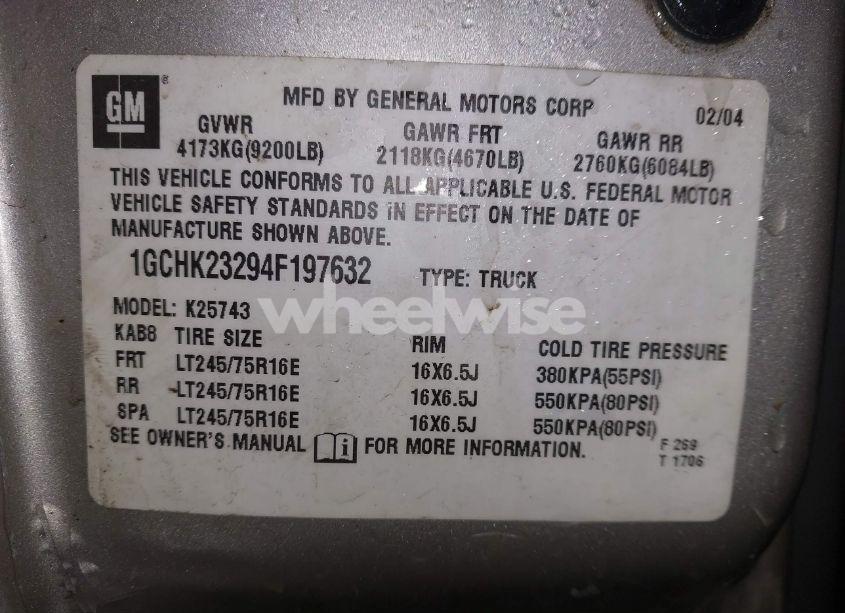 GM ®
MFD BY GENERAL MOTORS CORP 02/04
GVWR GAWR FRT GAWR RR
4173KG(9200LB) 2118KG(4670LB) 2760KG(6084LB)
THIS VEHICLE CONFORMS TO ALL APPLICABLE U.S. FEDERAL MOTOR
VEHICLE SAFETY STANDARDS IN EFFECT ON THE DATE OF
MANUFACTURE SHOWN ABOVE.
1GCHK23294F197632 TYPE: TRUCK
wheelwise
MODEL: K25743
KAB8 TIRE SIZE RIM COLD TIRE PRESSURE
FRT LT245/75R16E 16X6.5J 380KPA(55PSI)
RR LT245/75R16E 16X6.5J 550KPA(80PSI)
SPA LT245/75R16E 16X6.5J 550KPA(80PSI)
SEE OWNER'S MANUAL i FOR MORE INFORMATION.
F 269
T 1706